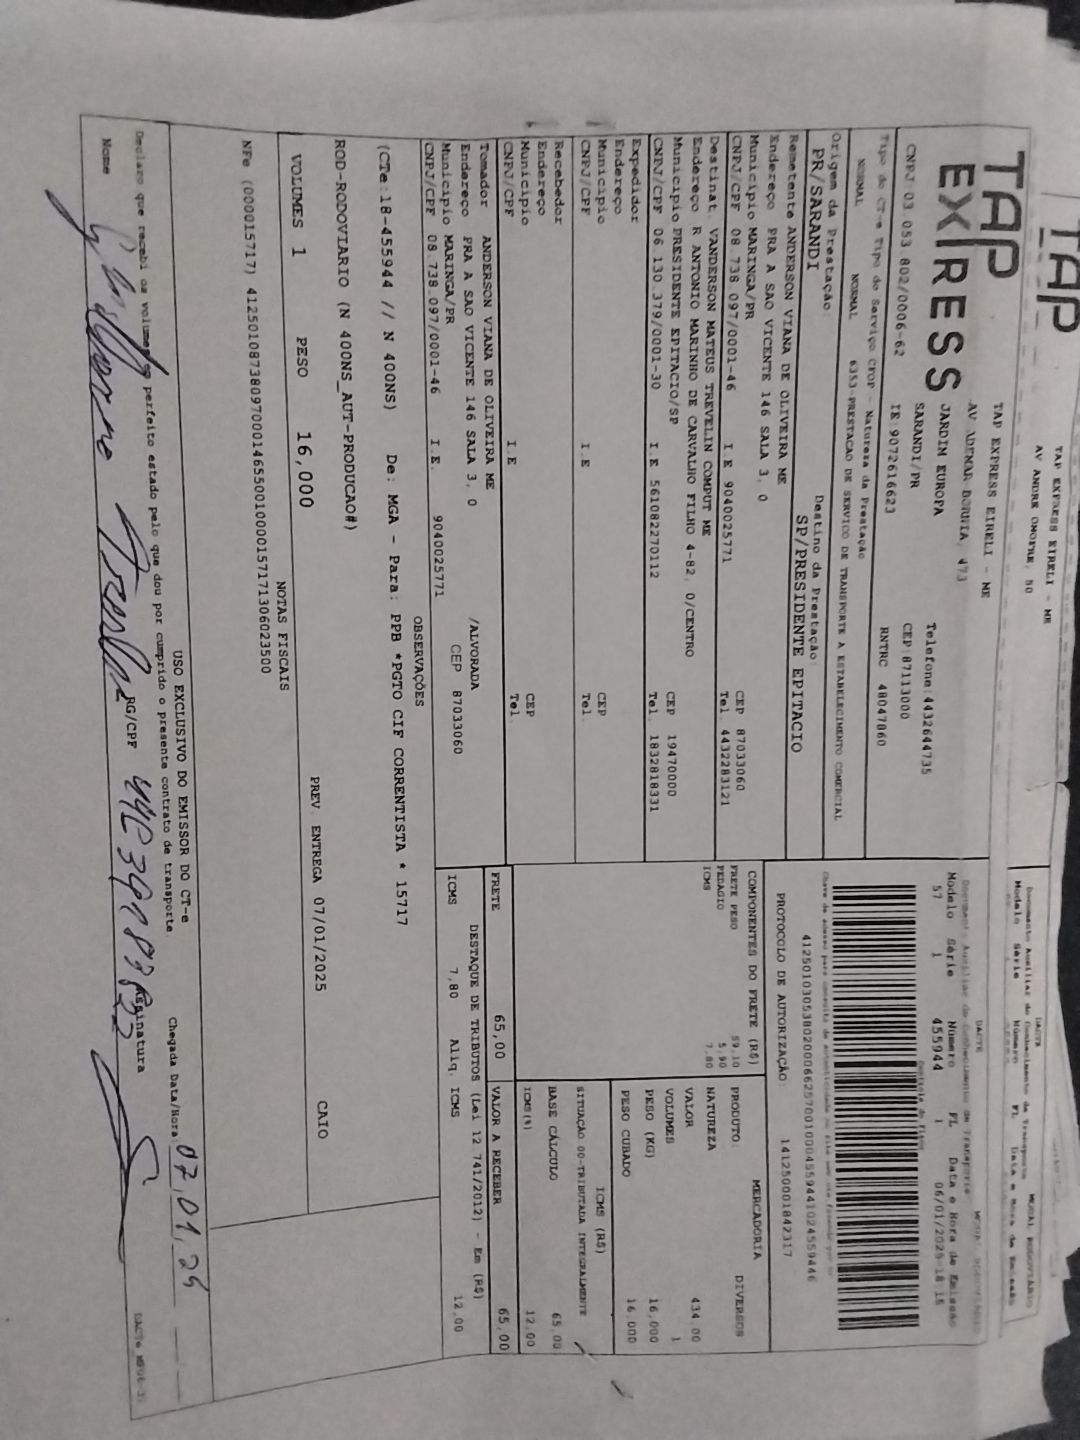 TAP
TAP EXPRESS EIRELI - ME
AV ANDRE ONOFRE, 50
TAP
EXPRESS
TAP EXPRESS EIRELI - ME
JARDIM EUROPA
SARANDI/PR
Telefone:4432644735
CEP:87113000
CNPJ:03 053 802/0006-62
IE:9072616623
RNTRC 48047860
DACTE
Modelo Série Número FL Data e Hora de Emissão
57 1 455944 1 06/01/2025-18:15
Controle do Fisco
Tipo do CT-e Tipo do Serviço CFOP - Natureza da Prestação
NORMAL NORMAL 6353-PRESTACAO DE SERVICO DE TRANSPORTE A ESTABELECIMENTO COMERCIAL
41250103053802000662570010004559441024559446
Origem da Prestação:
PR/SARANDI
Destino da Prestação:
SP/PRESIDENTE EPITACIO
PROTOCOLO DE AUTORIZAÇÃO:
141250001842317
Remetente ANDERSON VIANA DE OLIVEIRA ME
Endereço PRA A SAO VICENTE 146 SALA 3, 0
Município MARINGA/PR CEP 87033060
CNPJ/CPF 08 738 097/0001-46 I E 9040025771 Tel. 4432283121
Destinat. VANDERSON MATEUS TREVELIN COMPUT ME
Endereço R ANTONIO MARINHO DE CARVALHO FILHO 4-82, 0/CENTRO
Município PRESIDENTE EPITACIO/SP CEP 19470000
CNPJ/CPF 06 130 379/0001-30 I E 561082270112 Tel. 1832818331
Expedidor
Endereço
Município CEP
CNPJ/CPF I E Tel.
Recebedor
Endereço
Município CEP
CNPJ/CPF I E Tel
Tomador ANDERSON VIANA DE OLIVEIRA ME
Endereço PRA A SAO VICENTE 146 SALA 3, 0 /ALVORADA
Município MARINGA/PR CEP 87033060
CNPJ/CPF 08.738.097/0001-46 I.E. 9040025771
COMPONENTES DO FRETE (R$)
FRETE PESO 59,10
PEDAGIO 5,90
ICMS 7,80
FRETE 65,00
MERCADORIA
PRODUTO: DIVERSOS
NATUREZA
VALOR 434,00
VOLUMES 1
PESO (KG) 16,000
PESO CUBADO 16,000
ICMS (R$)
SITUAÇÃO 00-TRIBUTADA INTEGRALMENTE
BASE CÁLCULO 65,00
ICMS(%) 12,00
VALOR A RECEBER 65,00
DESTAQUE DE TRIBUTOS (Lei 12 741/2012) - Em (R$)
ICMS 7,80 Alíq. ICMS 12,00
OBSERVAÇÕES
(CTe:18-455944 // N 400NS) De: MGA - Para: PPB *PGTO CIF CORRENTISTA * 15717
ROD-RODOVIARIO (N 400NS_AUT-PRODUCAO#)
VOLUMES 1 PESO 16,000 PREV. ENTREGA 07/01/2025 CAIO
NOTAS FISCAIS
NFe (000015717) 41250108738097000146550010000157171306023500
USO EXCLUSIVO DO EMISSOR DO CT-e
Declaro que recebi os volumes perfeito estado pelo que dou por cumprido o presente contrato de transporte.
Chegada Data/Hora 07,01,25
Nome RG/CPF Assinatura